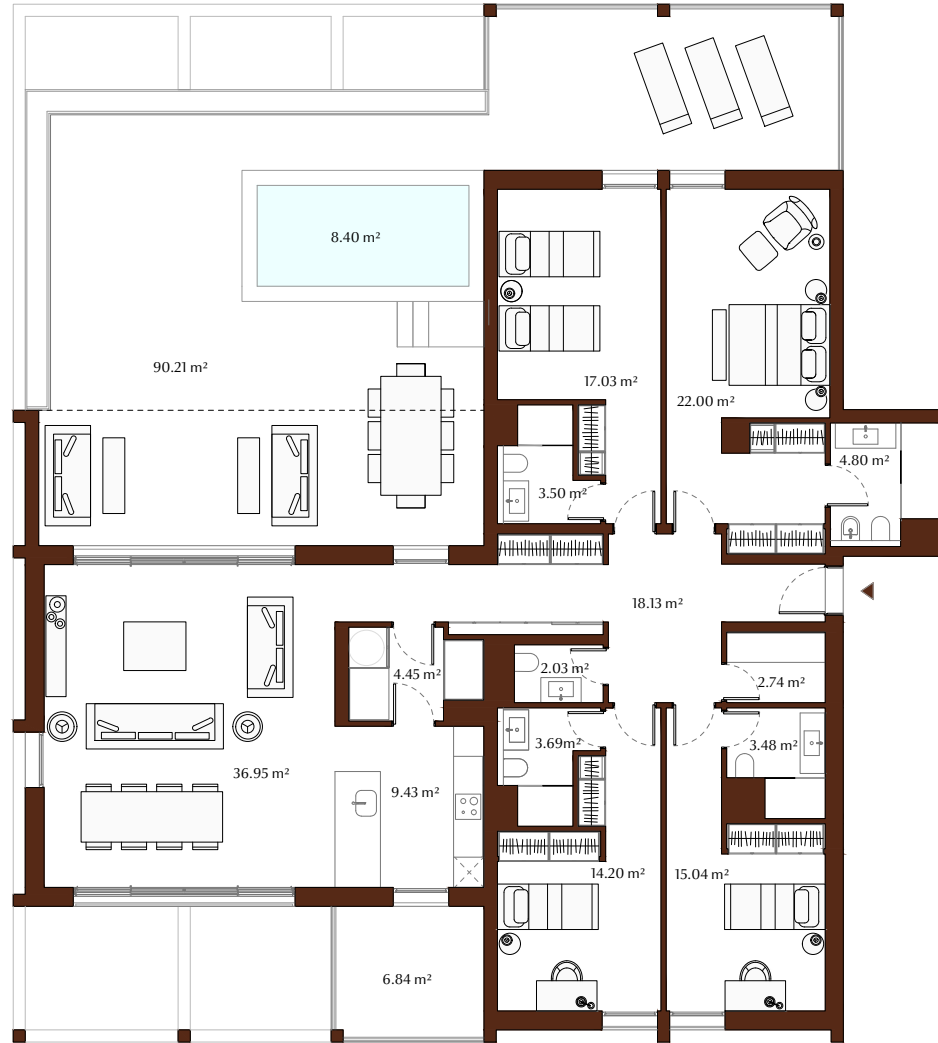 8.40 m²
90.21 m²
17.03 m²
22.00 m²
4.80 m²
3.50 m²
18.13 m²
4.45 m²
2.03 m²
2.74 m²
3.69m²
3.48 m²
36.95 m²
9.43 m²
14.20 m²
15.04 m²
6.84 m²